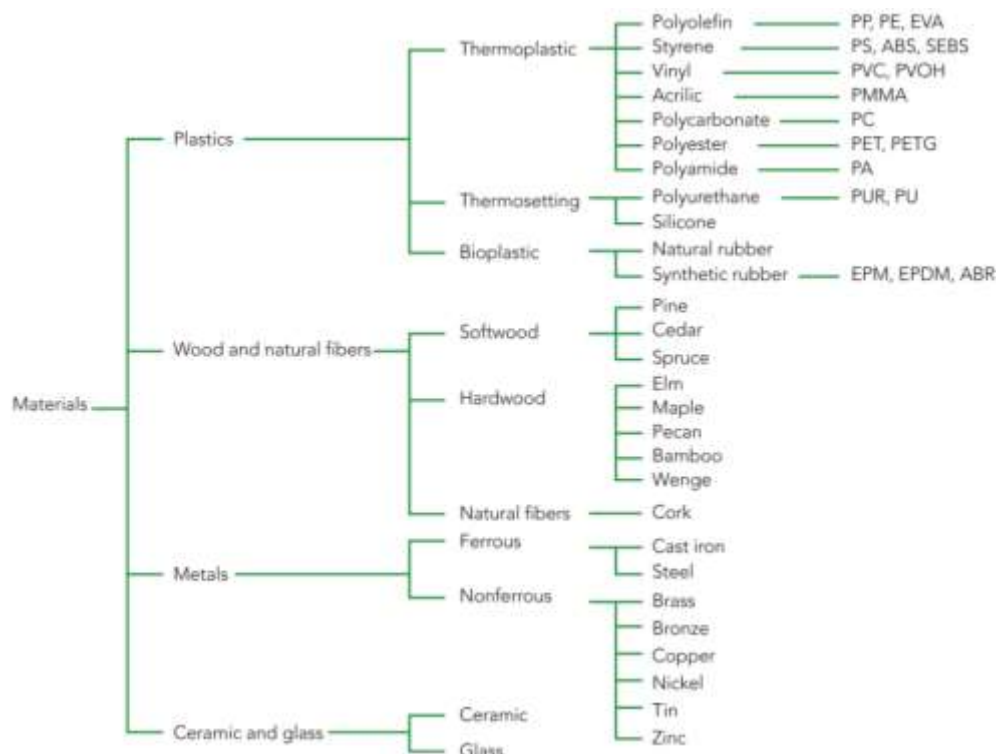 Materials
Plastics
Thermoplastic
Polyolefin PP, PE, EVA
Styrene PS, ABS, SEBS
Vinyl PVC, PVOH
Acrilic PMMA
Polycarbonate PC
Polyester PET, PETG
Polyamide PA
Thermosetting
Polyurethane PUR, PU
Silicone
Bioplastic
Natural rubber
Synthetic rubber EPM, EPDM, ABR
Wood and natural fibers
Softwood
Pine
Cedar
Spruce
Hardwood
Elm
Maple
Pecan
Bamboo
Wenge
Natural fibers
Cork
Metals
Ferrous
Cast iron
Steel
Nonferrous
Brass
Bronze
Copper
Nickel
Tin
Zinc
Ceramic and glass
Ceramic
Glass